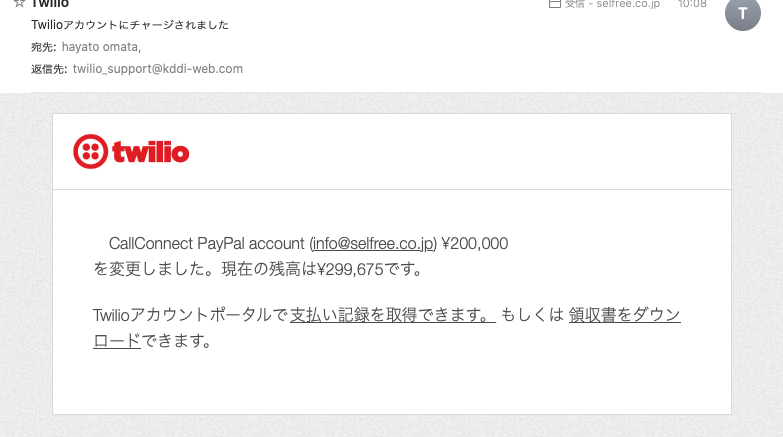 Twilio
受信 - selfree.co.jp 10:08
T
Twilioアカウントにチャージされました
宛先: hayato omata,
返信先: twilio_support@kddi-web.com
twilio
CallConnect PayPal account (info@selfree.co.jp) ¥200,000
を変更しました。現在の残高は¥299,675です。
Twilioアカウントポータルで支払い記録を取得できます。 もしくは 領収書をダウン
ロードできます。